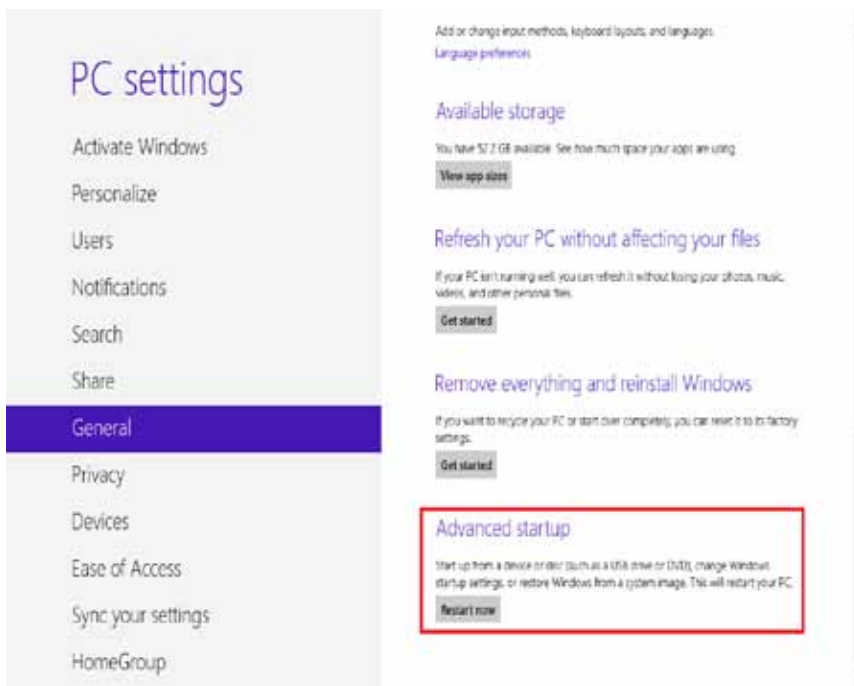 PC settings
Activate Windows
Personalize
Users
Notifications
Search
Share
General
Privacy
Devices
Ease of Access
Sync your settings
HomeGroup
Add or change input methods, keyboard layouts, and languages.
Language preferences
Available storage
You have 52.2 GB available. See how much space your apps are using.
View app sizes
Refresh your PC without affecting your files
If your PC isn't running well, you can refresh it without losing your photos, music,
videos, and other personal files.
Get started
Remove everything and reinstall Windows
If you want to recycle your PC or start over completely, you can reset it to its factory
settings.
Get started
Advanced startup
Start up from a device or disc (such as a USB drive or DVD), change Windows
startup settings, or restore Windows from a system image. This will restart your PC.
Restart now